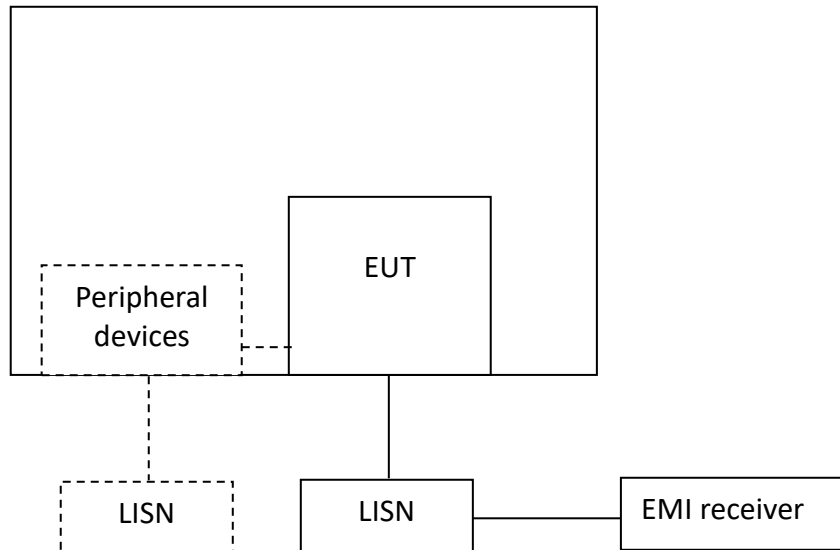 EUT
Peripheral
devices
LISN
LISN
EMI receiver